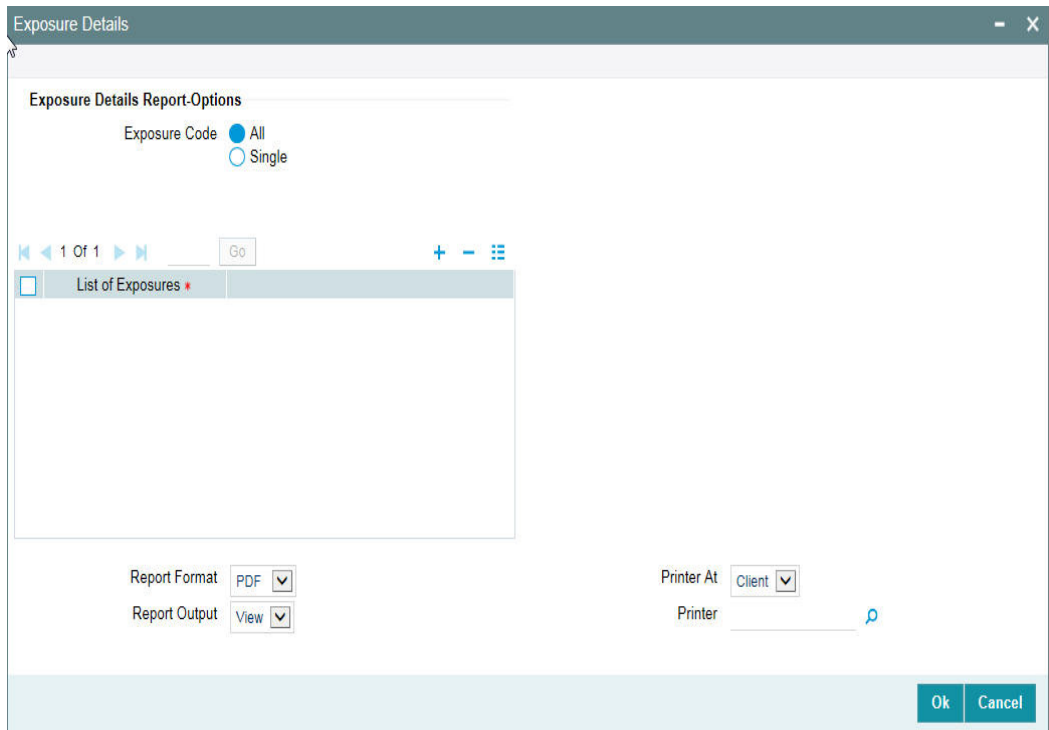 Exposure Details
Exposure Details Report-Options
Exposure Code All
Single
1 Of 1 Go
List of Exposures *
Report Format PDF
Printer At Client
Report Output View
Printer
Ok Cancel